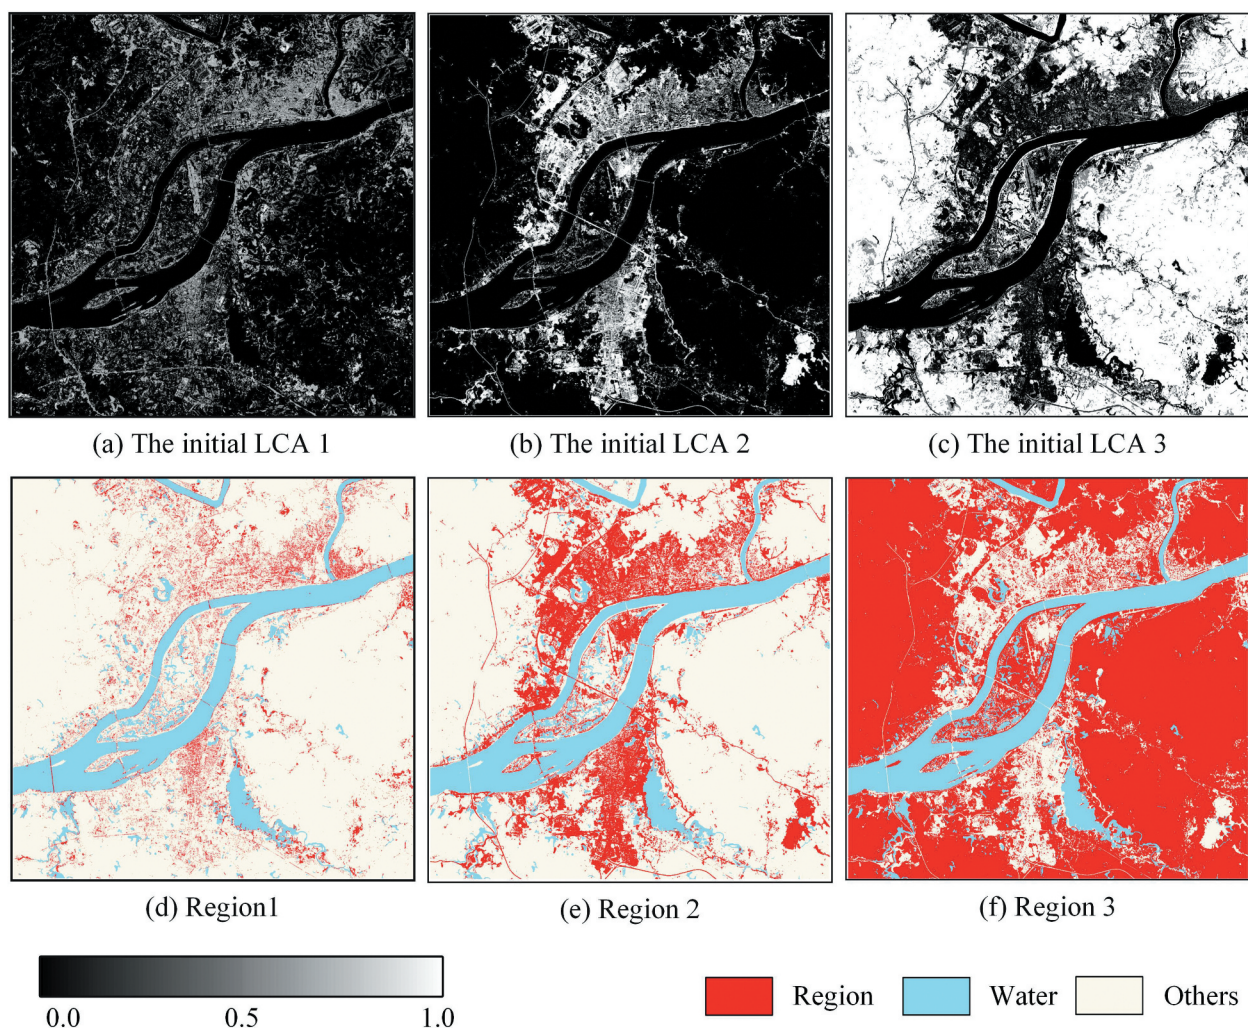 (a) The initial LCA 1
(b) The initial LCA 2
(c) The initial LCA 3
(d) Region1
(e) Region 2
(f) Region 3
0.0 0.5 1.0
Region Water Others